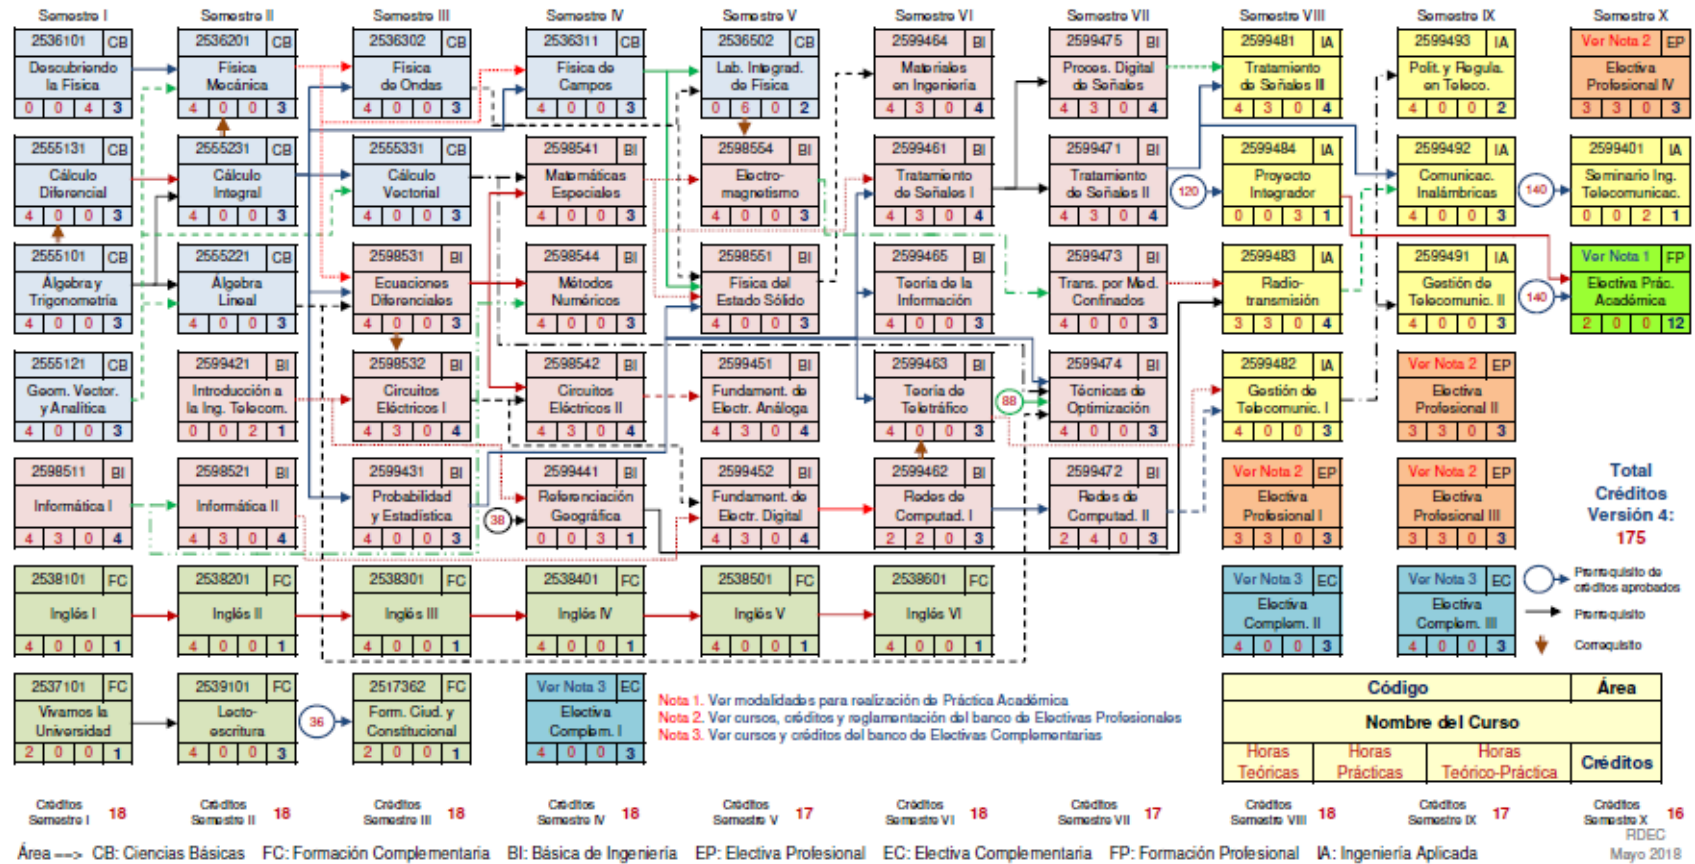 Semestre I
Semestre II
Semestre III
Semestre IV
Semestre V
Semestre VI
Semestre VII
Semestre VIII
Semestre IX
Semestre X
2536101 CB
Descubriendo
la Física
0 0 4 3
2536201 CB
Física
Mecánica
4 0 0 3
2536302 CB
Física
de Ondas
4 0 0 3
2536311 CB
Física de
Campos
4 0 0 3
2536502 CB
Lab. Integrad.
de Física
0 6 0 2
2599464 BI
Materiales
en Ingeniería
4 3 0 4
2599475 BI
Proces. Digital
de Señales
4 3 0 4
2599481 IA
Tratamiento
de Señales III
4 3 0 4
2599493 IA
Polit. y Regula.
en Teleco.
4 0 0 2
Ver Nota 2 EP
Electiva
Profesional IV
3 3 0 3
2555131 CB
Cálculo
Diferencial
4 0 0 3
2555231 CB
Cálculo
Integral
4 0 0 3
2555331 CB
Cálculo
Vectorial
4 0 0 3
2598541 BI
Matemáticas
Especiales
4 3 0 3
2598554 BI
Electro-
magnetismo
4 0 0 3
2599461 BI
Tratamiento
de Señales I
4 3 0 4
2599471 BI
Tratamiento
de Señales II
4 3 0 4
120
2599484 IA
Proyecto
Integrador
0 0 3 1
2599492 IA
Comunicac.
Inalámbricas
4 0 0 3
140
2599401 IA
Seminario Ing.
Telecomunicac.
0 0 2 1
2555101 CB
Álgebra y
Trigonometría
4 0 0 3
2555221 CB
Álgebra
Lineal
4 0 0 3
2598531 BI
Ecuaciones
Diferenciales
4 0 0 3
2598544 BI
Métodos
Numéricos
4 0 0 3
2598551 BI
Física del
Estado Sólido
4 0 0 3
2599465 BI
Teoría de la
Información
4 0 0 3
2599473 BI
Trans. por Med.
Confinados
4 0 0 3
2599483 IA
Radio-
transmisión
3 3 0 4
2599491 IA
Gestión de
Telecomunic. II
4 0 0 3
140
Ver Nota 1 FP
Electiva Prác.
Académica
2 0 0 12
2555121 CB
Geom. Vector.
y Analítica
4 0 0 3
2599421 BI
Introducción a
la Ing. Telecom.
0 0 2 1
2598532 BI
Circuitos
Eléctricos I
4 3 0 4
2598542 BI
Circuitos
Eléctricos II
4 3 0 4
2599451 BI
Fundament. de
Electr. Análoga
4 3 0 4
2599463 BI
Teoría de
Teletráfico
4 0 0 3
88
2599474 BI
Técnicas de
Optimización
4 0 0 3
2599482 IA
Gestión de
Telecomunic. I
4 0 0 3
Ver Nota 2 EP
Electiva
Profesional II
3 3 0 3
2598511 BI
Informática I
4 3 0 4
2598521 BI
Informática II
4 3 0 4
2599431 BI
Probabilidad
y Estadística
4 0 0 3
38
2599441 BI
Referenciación
Geográfica
0 0 3 1
2599452 BI
Fundament. de
Electr. Digital
4 3 0 4
2599462 BI
Redes de
Computad. I
2 2 0 3
2599472 BI
Redes de
Computad. II
2 4 0 3
Ver Nota 2 EP
Electiva
Profesional I
3 3 0 3
Ver Nota 2 EP
Electiva
Profesional III
3 3 0 3
Total
Créditos
Versión 4:
175
2538101 FC
Inglés I
4 0 0 1
2538201 FC
Inglés II
4 0 0 1
2538301 FC
Inglés III
4 0 0 1
2538401 FC
Inglés IV
4 0 0 1
2538501 FC
Inglés V
4 0 0 1
2538601 FC
Inglés VI
4 0 0 1
Ver Nota 3 EC
Electiva
Complem. II
4 0 0 3
Ver Nota 3 EC
Electiva
Complem. III
4 0 0 3
Prerrequisito de
créditos aprobados
Prerrequisito
Correquisito
2537101 FC
Vivamos la
Universidad
2 0 0 1
2539101 FC
Lecto-
escritura
4 0 0 3
36
2517362 FC
Form. Ciud. y
Constitucional
2 0 0 1
Ver Nota 3 EC
Electiva
Complem. I
4 0 0 3
Nota 1. Ver modalidades para realización de Práctica Académica
Nota 2. Ver cursos, créditos y reglamentación del banco de Electivas Profesionales
Nota 3. Ver cursos y créditos del banco de Electivas Complementarias
Código Área
Nombre del Curso
Horas Teóricas
Horas Prácticas
Horas Teórico-Práctica
Créditos
Créditos Semestre I 18
Créditos Semestre II 18
Créditos Semestre III 18
Créditos Semestre IV 18
Créditos Semestre V 17
Créditos Semestre VI 18
Créditos Semestre VII 17
Créditos Semestre VIII 18
Créditos Semestre IX 17
Créditos Semestre X 16
RDEC
Área ---> CB: Ciencias Básicas FC: Formación Complementaria BI: Básica de Ingeniería EP: Electiva Profesional EC: Electiva Complementaria FP: Formación Profesional IA: Ingeniería Aplicada
Mayo 2018